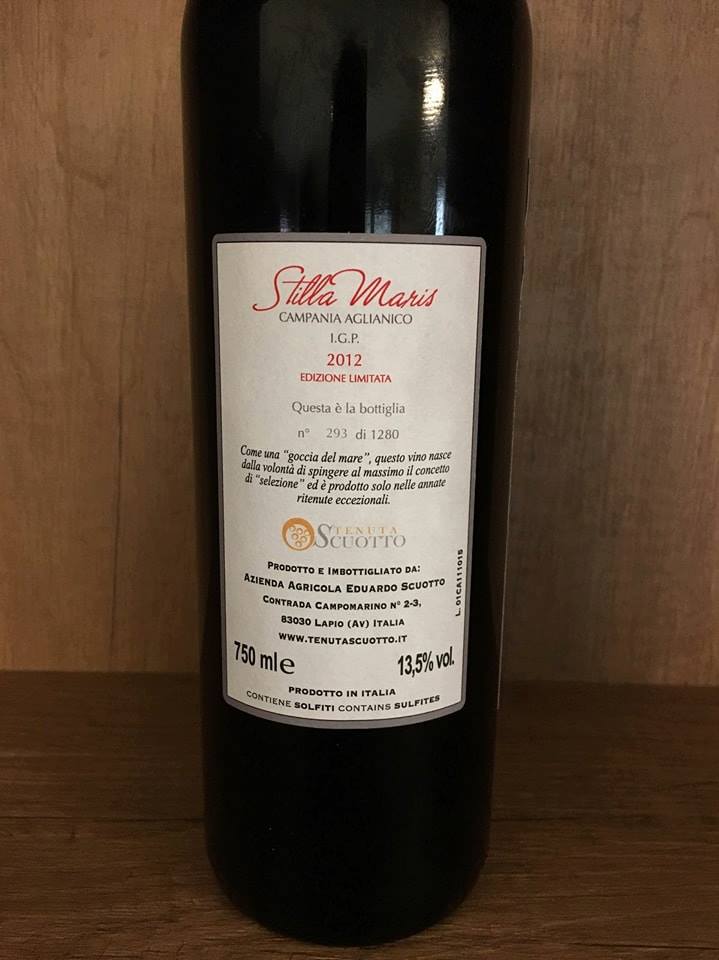 Stilla Maris
CAMPANIA AGLIANICO
I.G.P.
2012
EDIZIONE LIMITATA
Questa è la bottiglia
n° 293 di 1280
Come una "goccia del mare", questo vino nasce
dalla volontà di spingere al massimo il concetto
di "selezione" ed è prodotto solo nelle annate
ritenute eccezionali.
TENUTA
SCUOTTO
PRODOTTO E IMBOTTIGLIATO DA:
AZIENDA AGRICOLA EDUARDO SCUOTTO
CONTRADA CAMPOMARINO N° 2-3,
83030 LAPIO (AV) ITALIA
WWW.TENUTASCUOTTO.IT
L. 01CA111015
750 ml e 13,5% vol.
PRODOTTO IN ITALIA
CONTIENE SOLFITI CONTAINS SULFITES